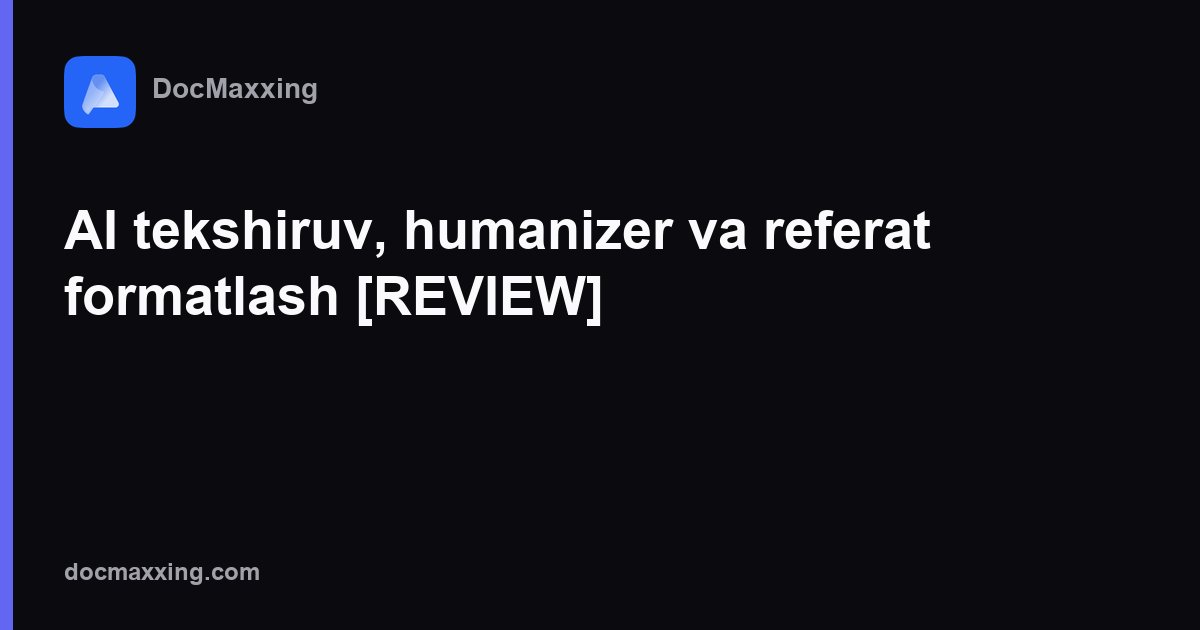 DocMaxxing
AI tekshiruv, humanizer va referat
formatlash [REVIEW]
docmaxxing.com